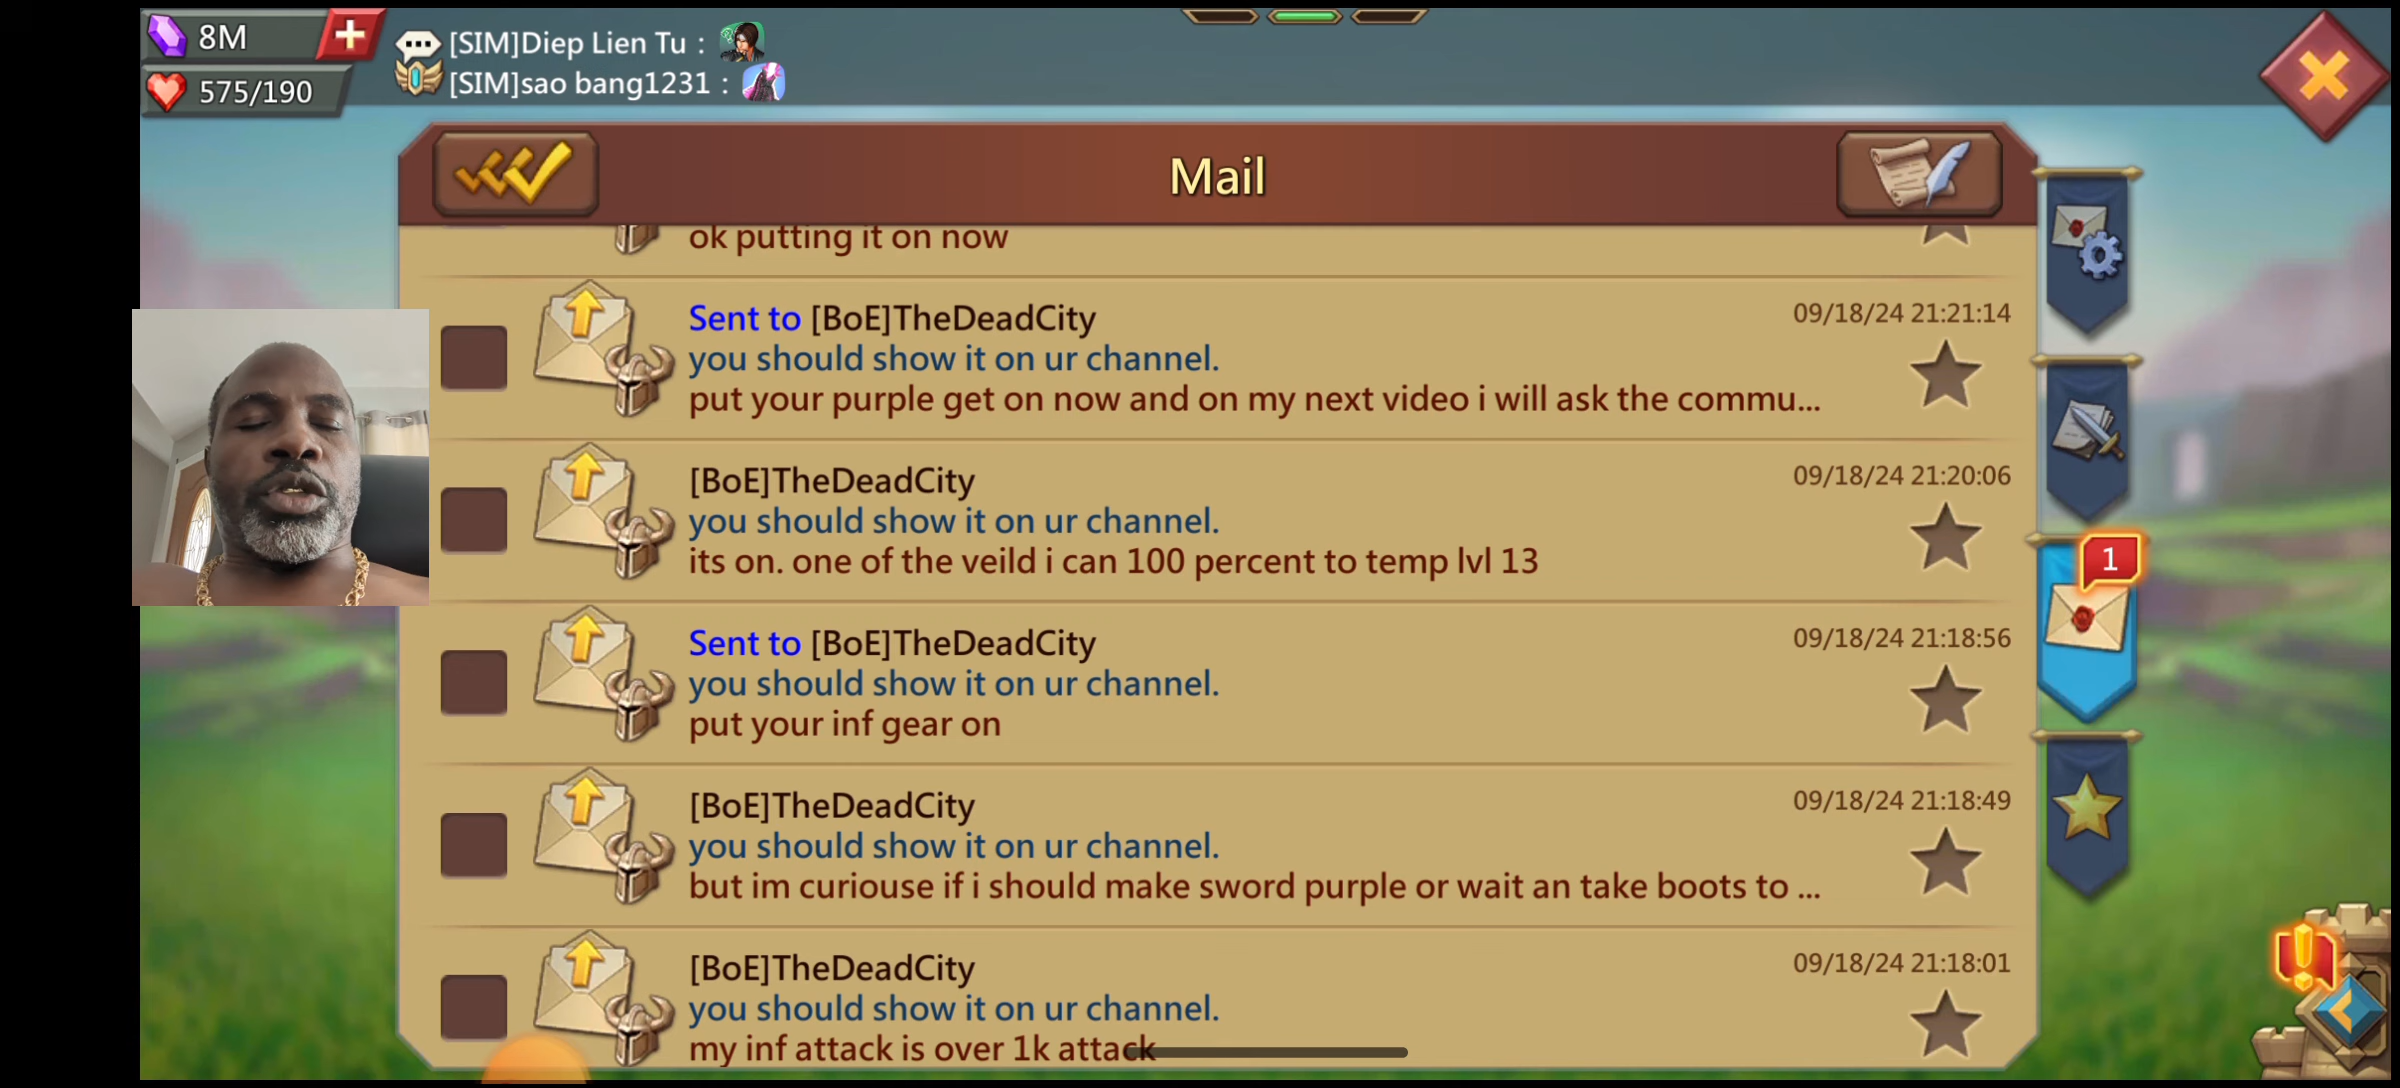 8M
575/190
[SIM]Diep Lien Tu :
[SIM]sao bang1231 :
Mail
ok putting it on now
Sent to [BoE]TheDeadCity
09/18/24 21:21:14
you should show it on ur channel.
put your purple get on now and on my next video i will ask the commu...
[BoE]TheDeadCity
09/18/24 21:20:06
you should show it on ur channel.
its on. one of the veild i can 100 percent to temp lvl 13
1
Sent to [BoE]TheDeadCity
09/18/24 21:18:56
you should show it on ur channel.
put your inf gear on
[BoE]TheDeadCity
09/18/24 21:18:49
you should show it on ur channel.
but im curiouse if i should make sword purple or wait an take boots to ...
[BoE]TheDeadCity
09/18/24 21:18:01
you should show it on ur channel.
my inf attack is over 1k attack